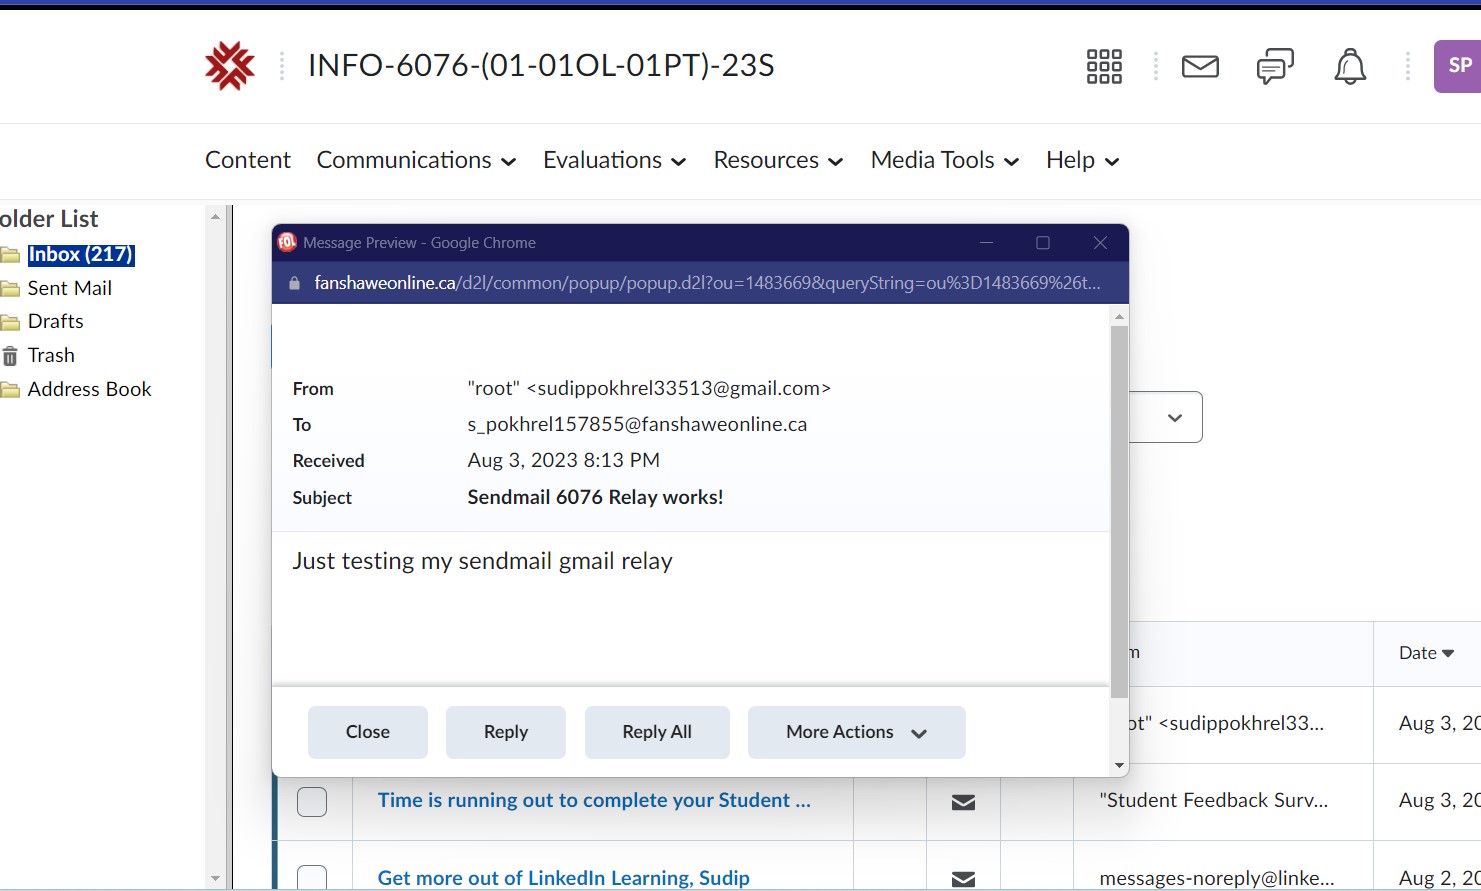 INFO-6076-(01-01OL-01PT)-23S
SP
Content Communications Evaluations Resources Media Tools Help
older List
Inbox (217)
Sent Mail
Drafts
Trash
Address Book
FOL Message Preview - Google Chrome
fanshaweonline.ca/d2l/common/popup/popup.d2l?ou=1483669&queryString=ou%3D1483669%26t...
From "root" <sudippokhrel33513@gmail.com>
To s_pokhrel157855@fanshaweonline.ca
Received Aug 3, 2023 8:13 PM
Subject Sendmail 6076 Relay works!
Just testing my sendmail gmail relay
Close Reply Reply All More Actions
m Date
ot" <sudippokhrel33... Aug 3, 20
Time is running out to complete your Student ... "Student Feedback Surv... Aug 3, 20
Get more out of LinkedIn Learning, Sudip messages-noreply@linke... Aug 2, 20